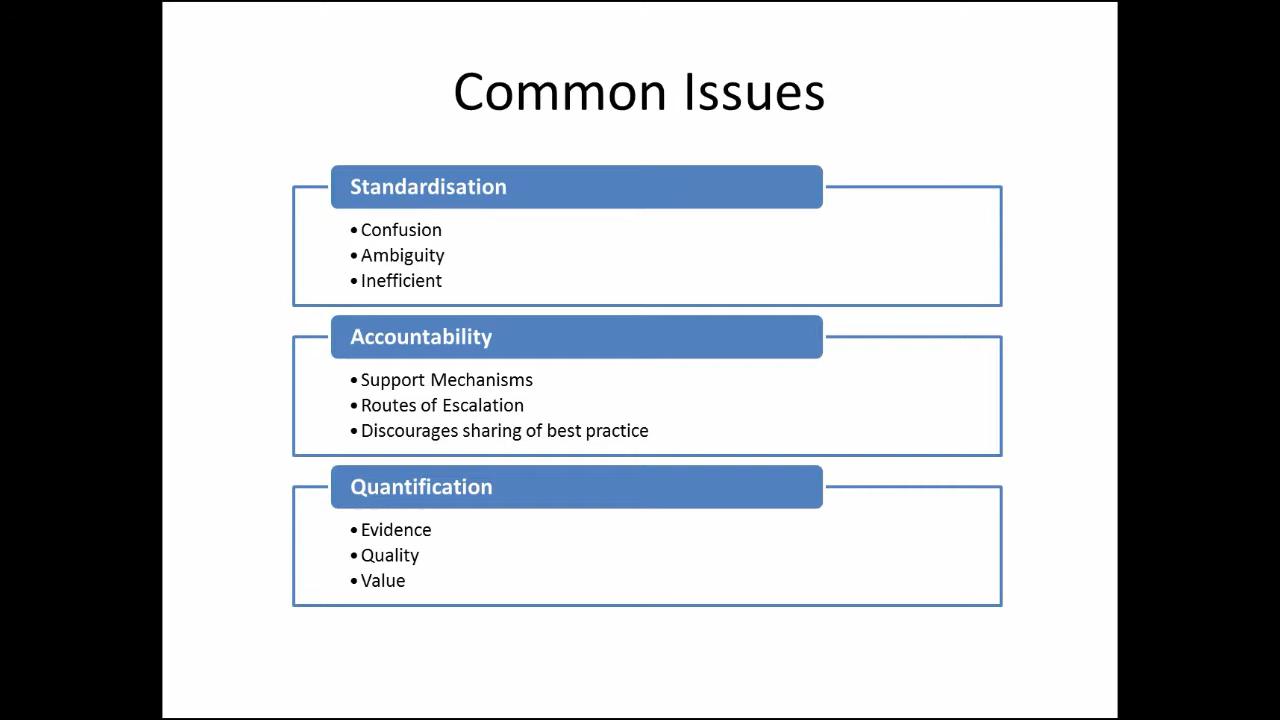 Common Issues
Standardisation
•Confusion
•Ambiguity
•Inefficient
Accountability
•Support Mechanisms
•Routes of Escalation
•Discourages sharing of best practice
Quantification
•Evidence
•Quality
•Value